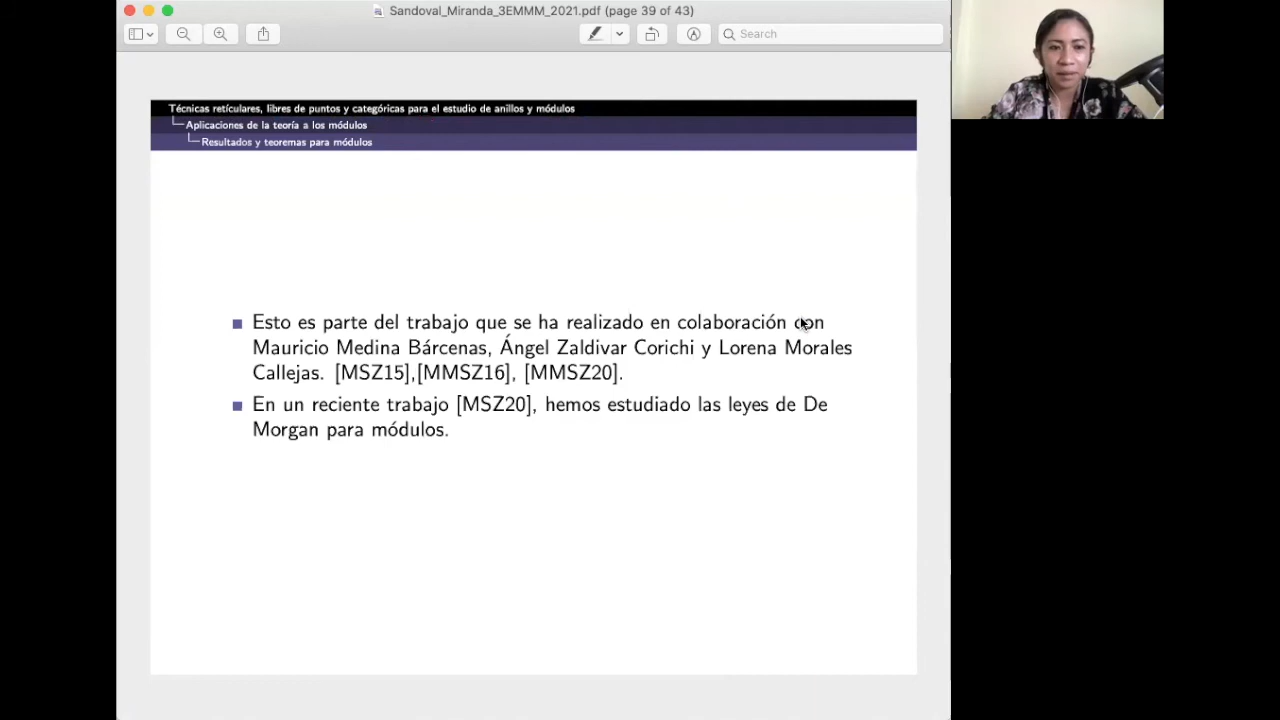 Sandoval_Miranda_3EMMM_2021.pdf (page 39 of 43)
Search
Técnicas retículares, libres de puntos y categóricas para el estudio de anillos y módulos
Aplicaciones de la teoría a los módulos
Resultados y teoremas para módulos
Esto es parte del trabajo que se ha realizado en colaboración con
Mauricio Medina Bárcenas, Ángel Zaldivar Corichi y Lorena Morales
Callejas. [MSZ15],[MMSZ16], [MMSZ20].
En un reciente trabajo [MSZ20], hemos estudiado las leyes de De
Morgan para módulos.